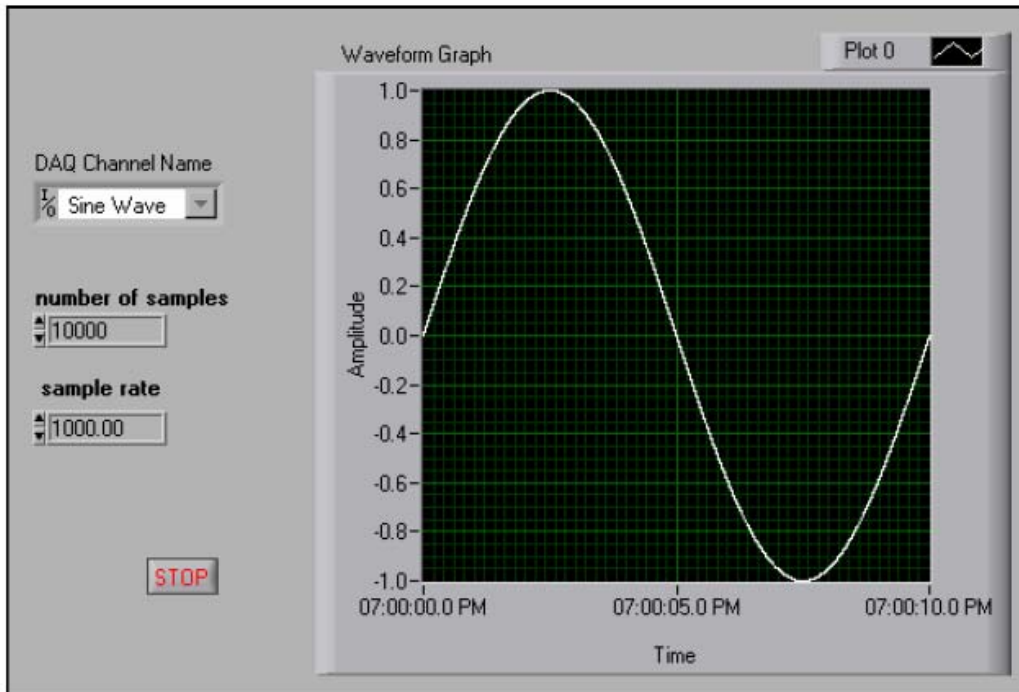 Waveform Graph
Plot 0
DAQ Channel Name
I/O Sine Wave
number of samples
10000
sample rate
1000.00
STOP
Amplitude
1.0
0.8
0.6
0.4
0.2
0.0
-0.2
-0.4
-0.6
-0.8
-1.0
07:00:00.0 PM 07:00:05.0 PM 07:00:10.0 PM
Time